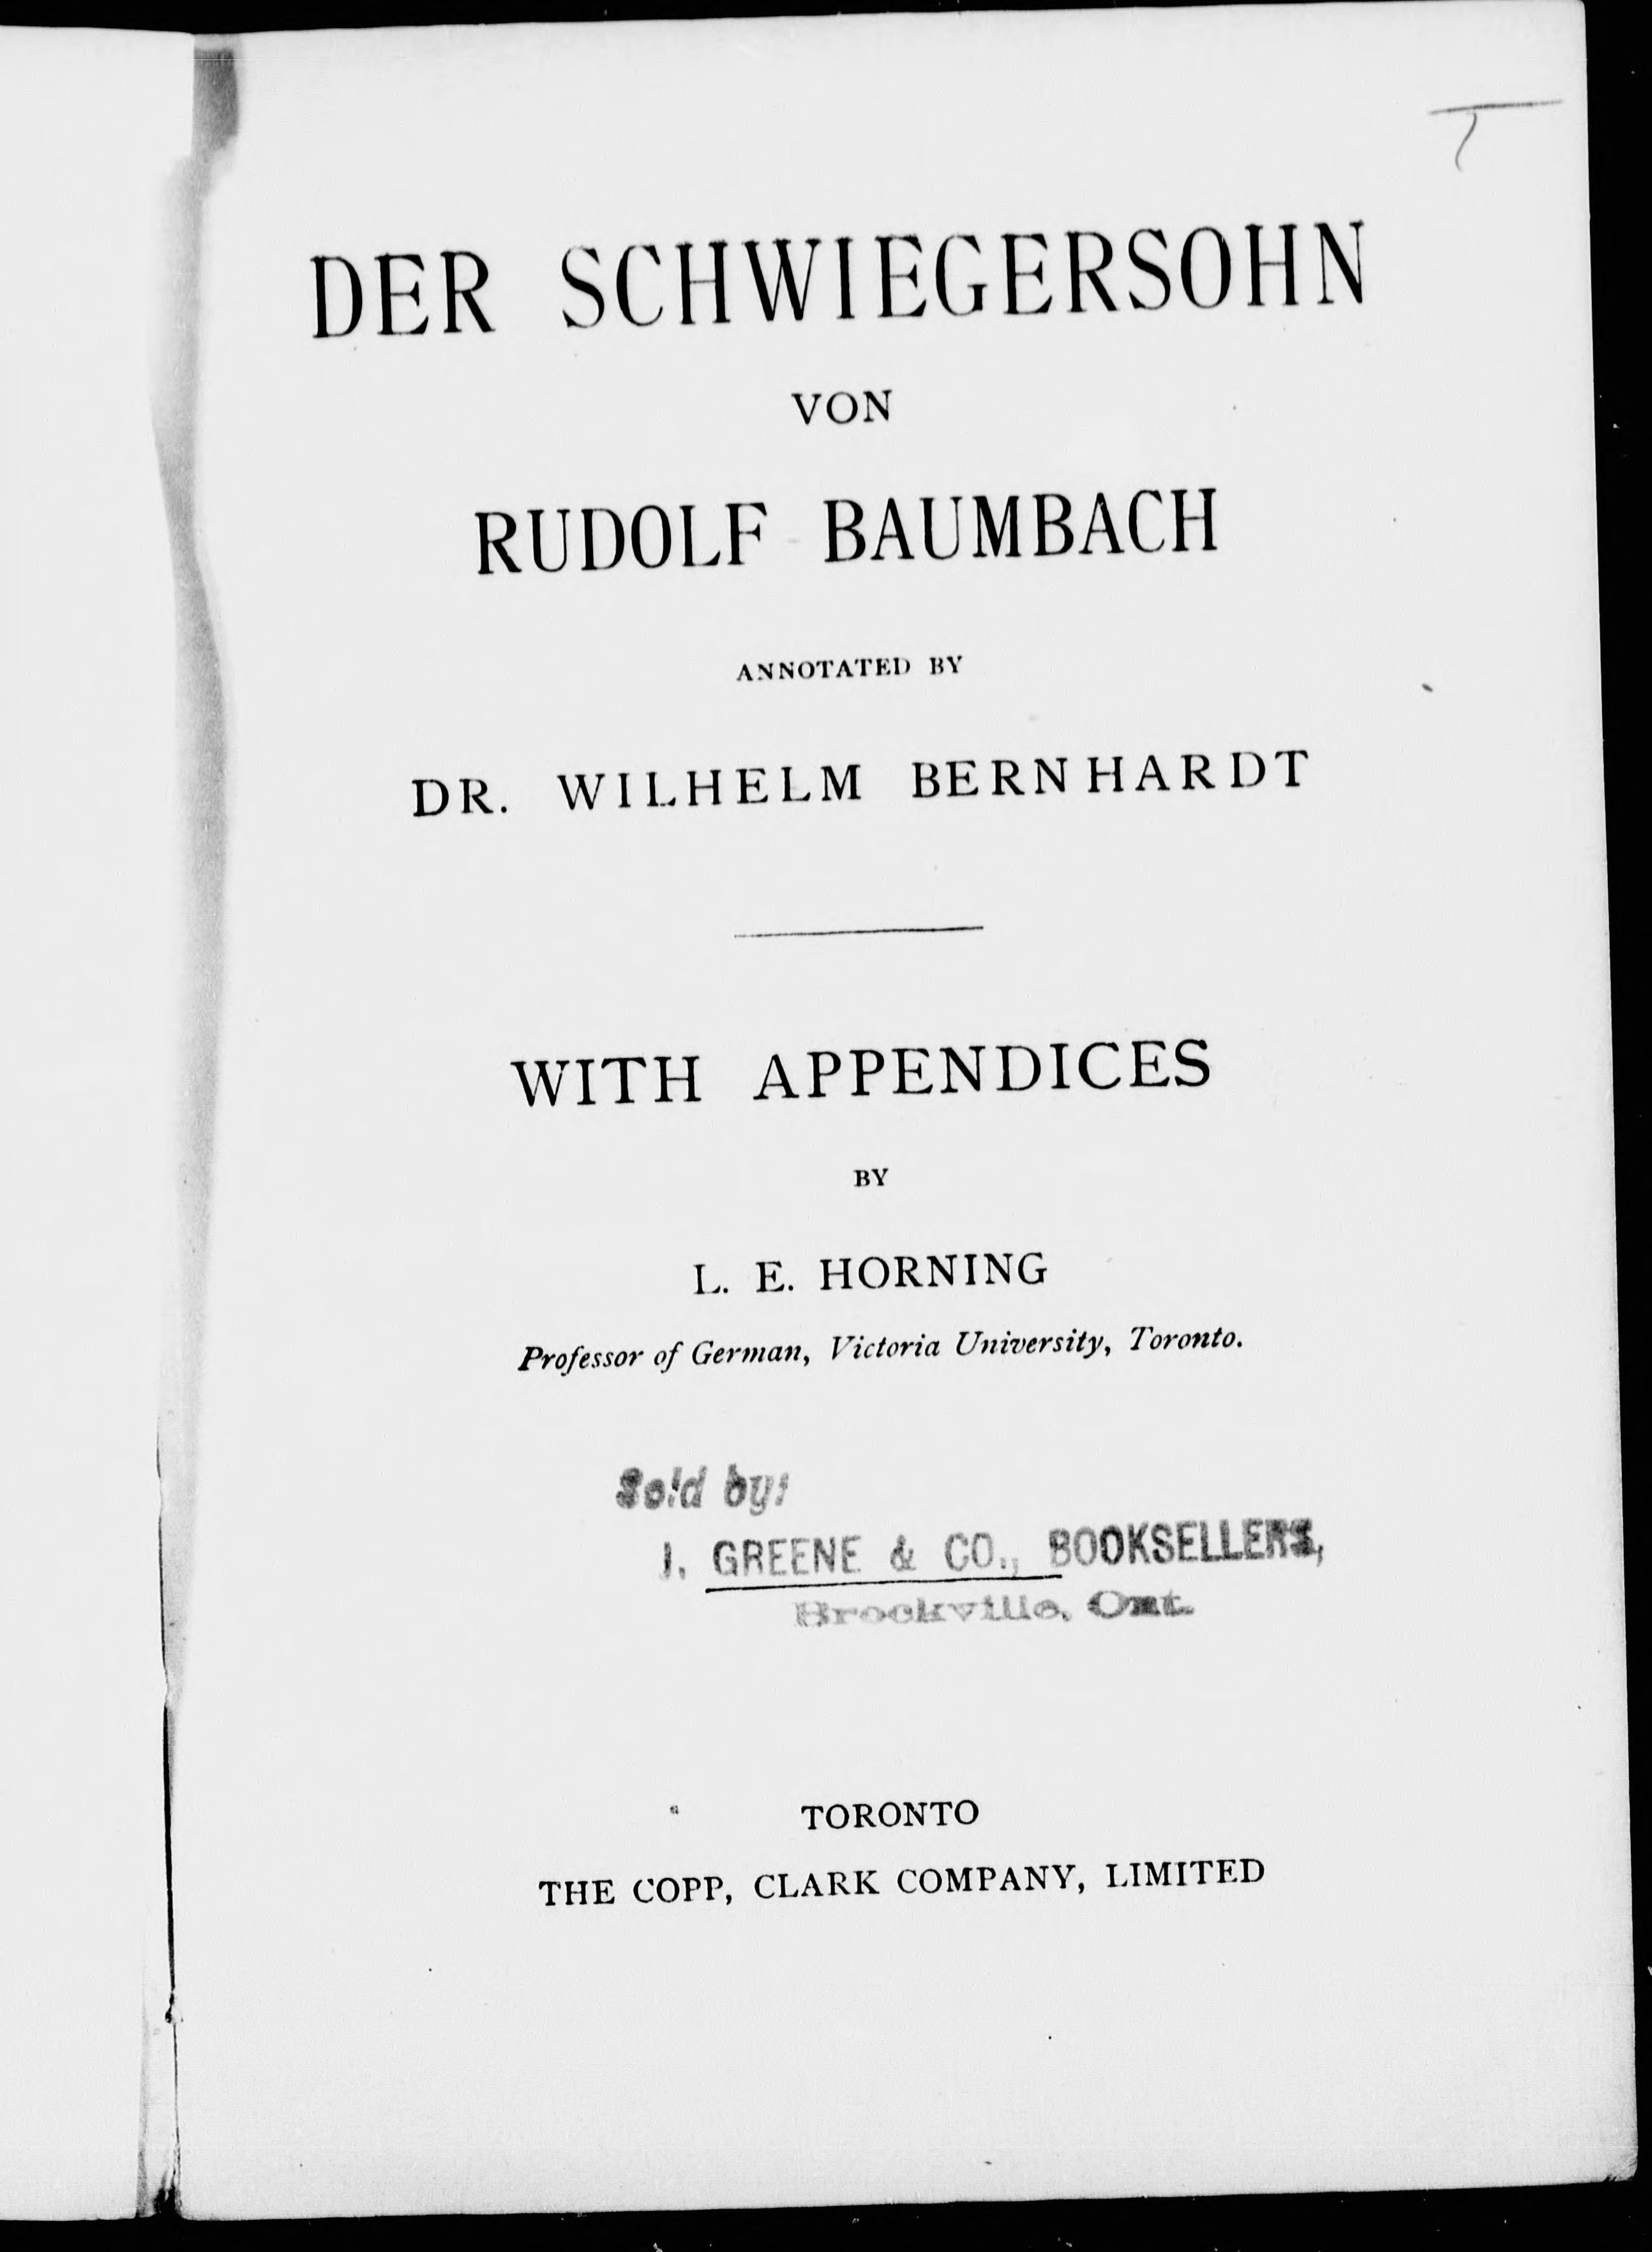 DER SCHWIEGERSOHN
VON
RUDOLF BAUMBACH
ANNOTATED BY
DR. WILHELM BERNHARDT
WITH APPENDICES
BY
L. E. HORNING
Professor of German, Victoria University, Toronto.
Sold by:
I. GREENE & CO., BOOKSELLERS,
Brockville, Ont.
TORONTO
THE COPP, CLARK COMPANY, LIMITED